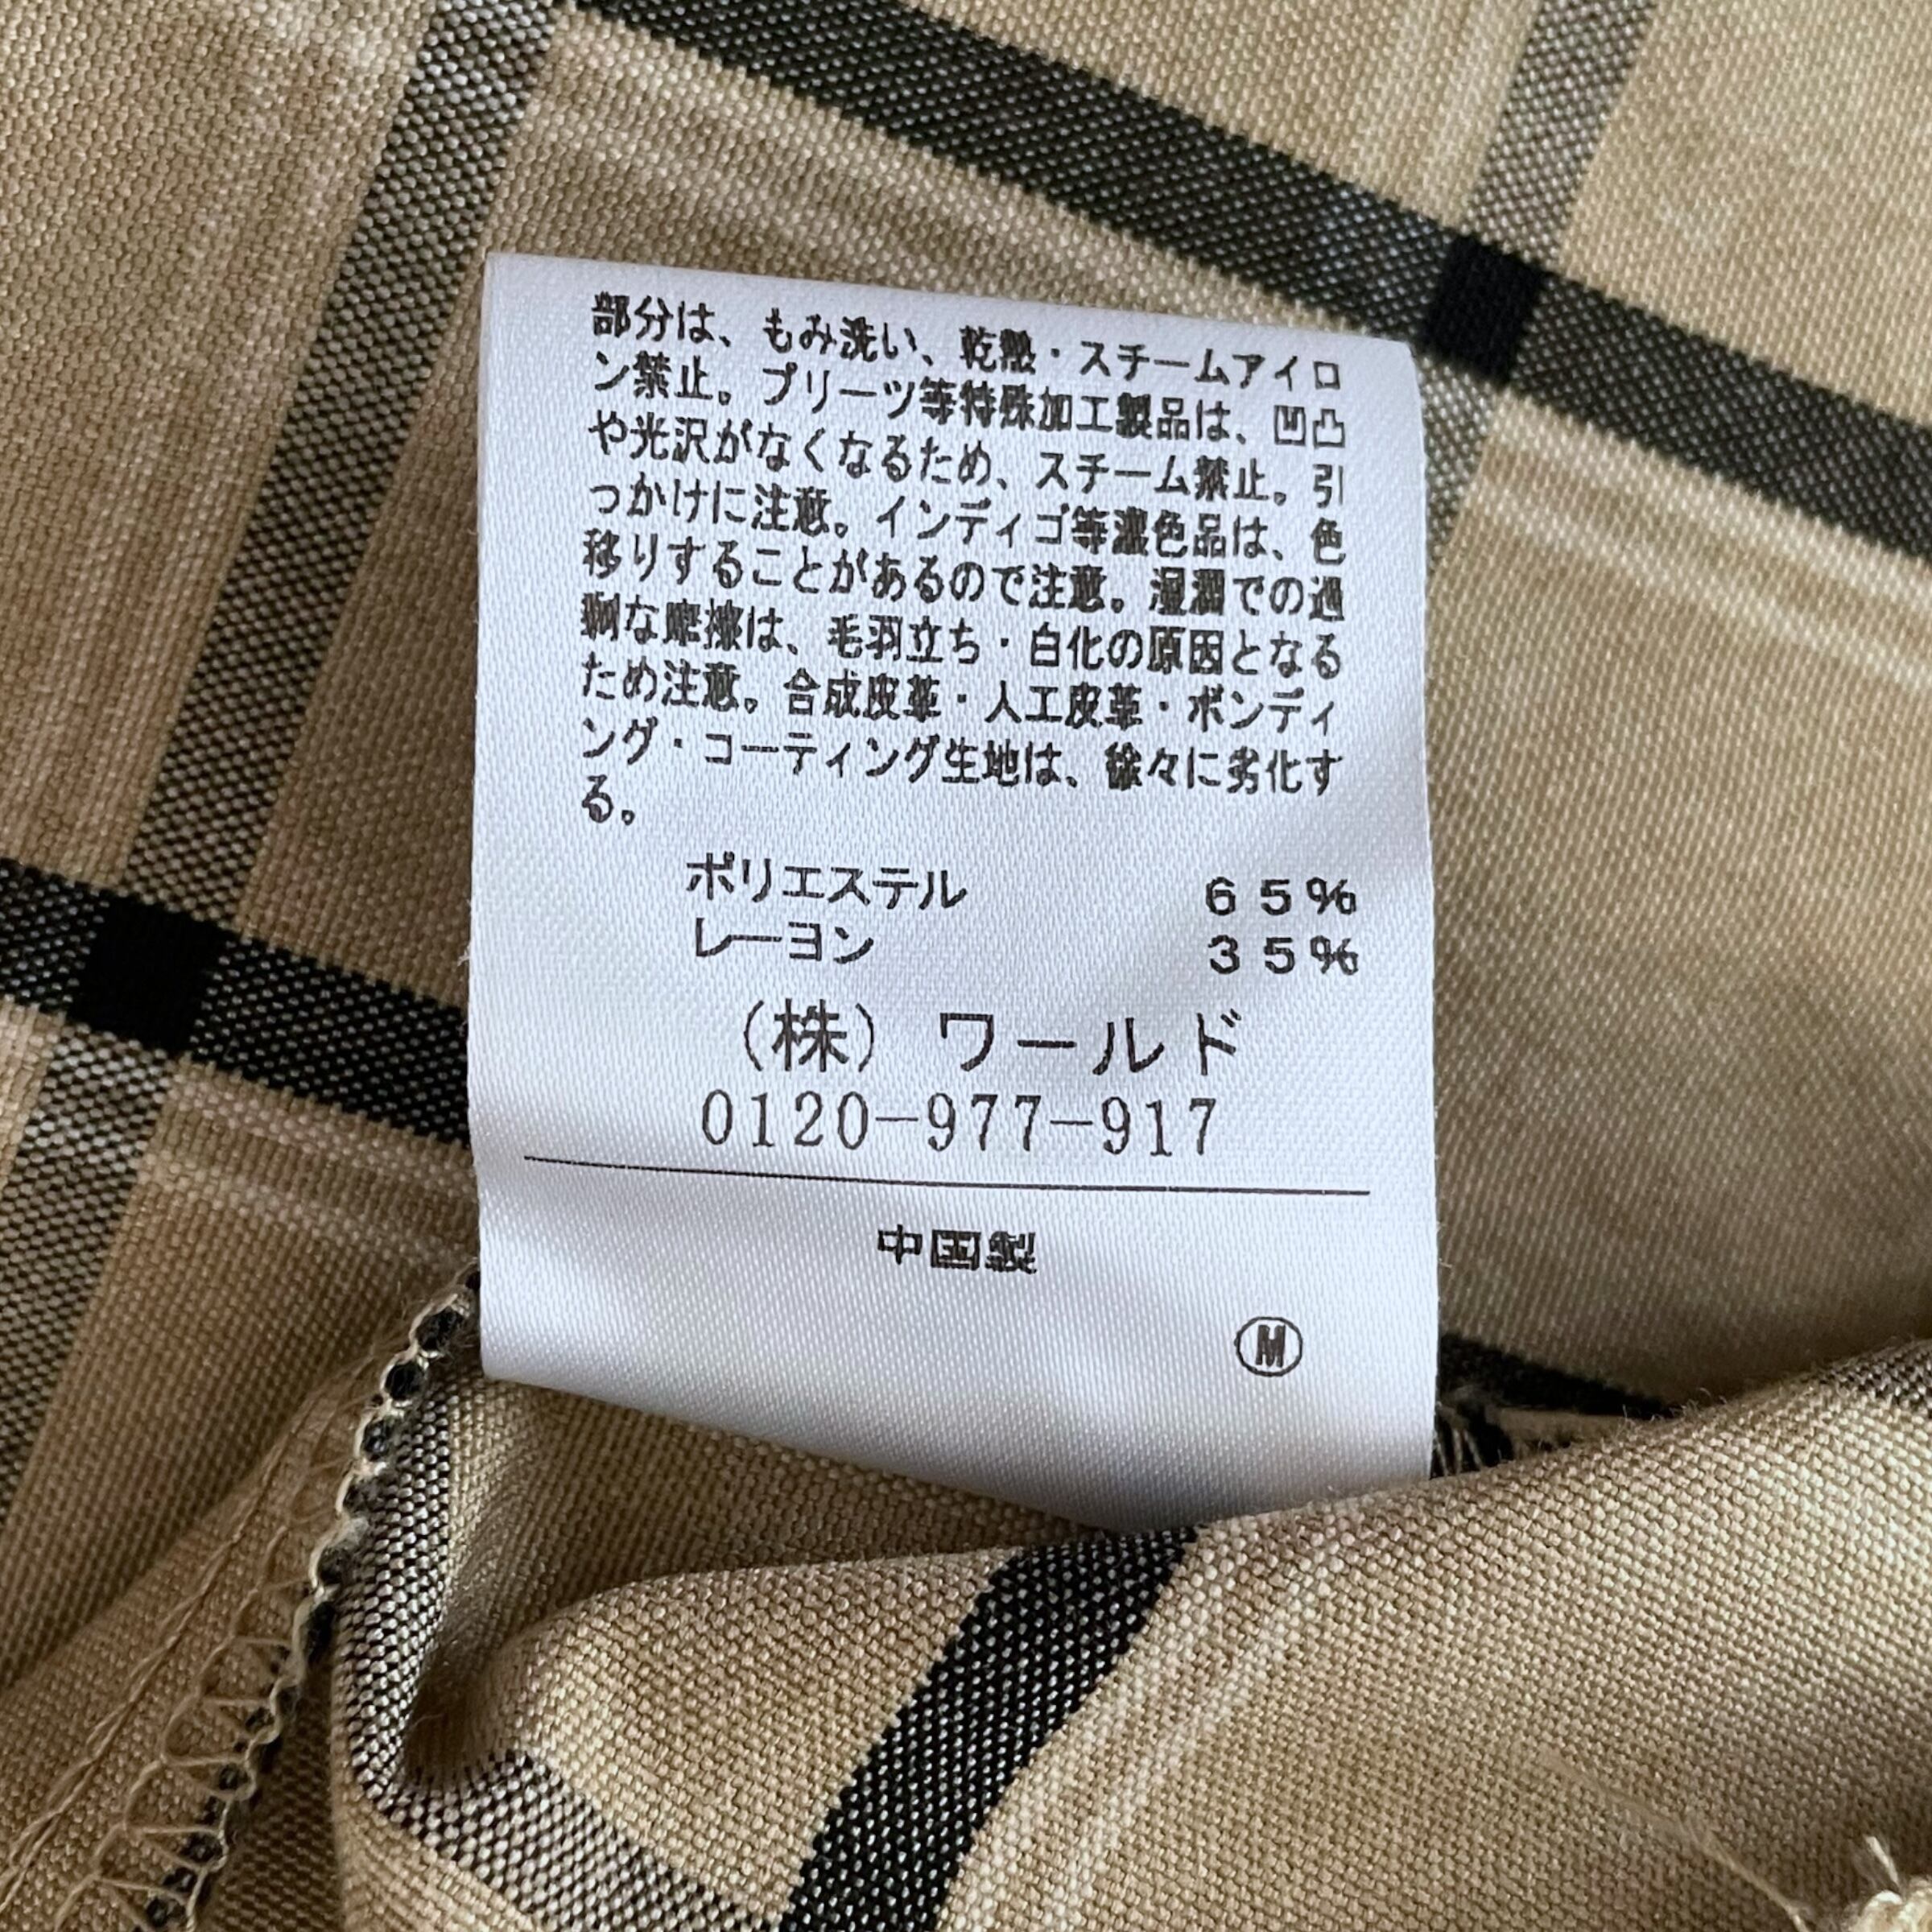 部分は、もみ洗い、乾熱・スチームアイロ
ン禁止。プリーツ等特殊加工製品は、凹凸
や光沢がなくなるため、スチーム禁止。引
っかけに注意。インディゴ等濃色品は、色
移りすることがあるので注意。湿潤での過
剰な摩擦は、毛羽立ち・白化の原因となる
ため注意。合成皮革・人工皮革・ボンディ
ング・コーティング生地は、徐々に劣化す
る。
ポリエステル 65%
レーヨン 35%
(株) ワールド
0120-977-917
中国製
M